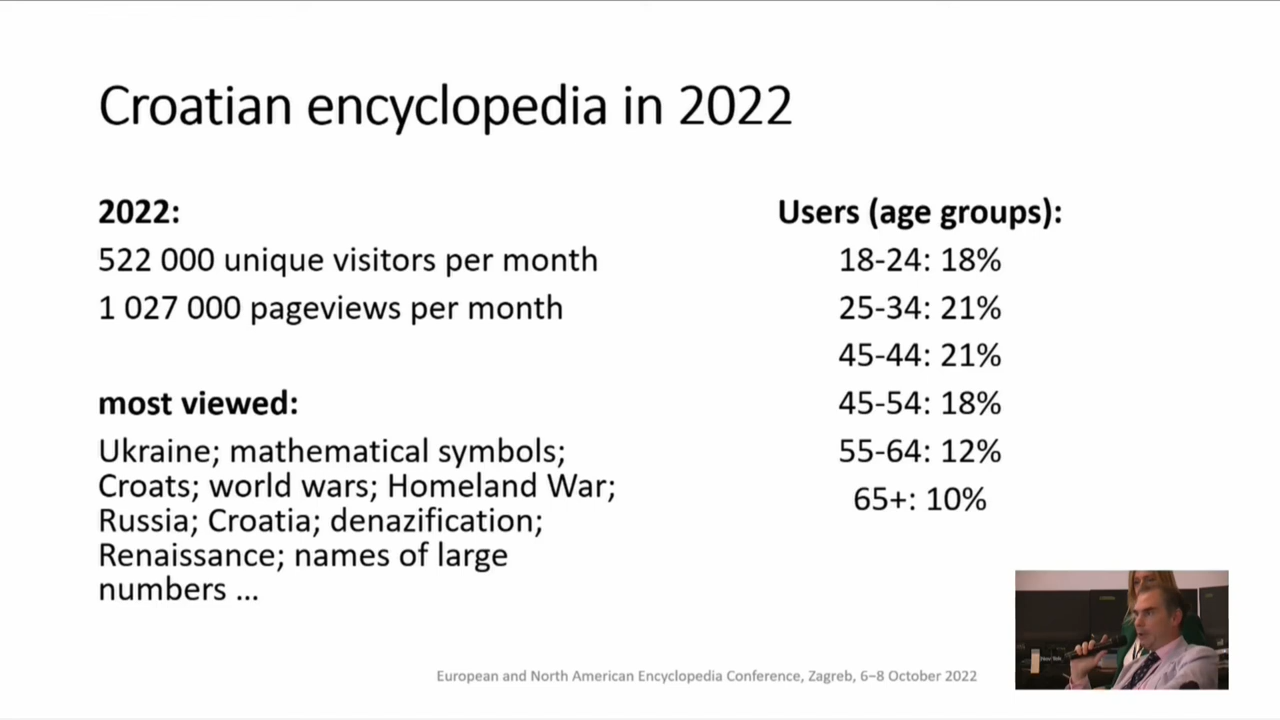 Croatian encyclopedia in 2022
2022:
522 000 unique visitors per month
1 027 000 pageviews per month
most viewed:
Ukraine; mathematical symbols;
Croats; world wars; Homeland War;
Russia; Croatia; denazification;
Renaissance; names of large
numbers ...
Users (age groups):
18-24: 18%
25-34: 21%
45-44: 21%
45-54: 18%
55-64: 12%
65+: 10%
European and North American Encyclopedia Conference, Zagreb, 6–8 October 2022